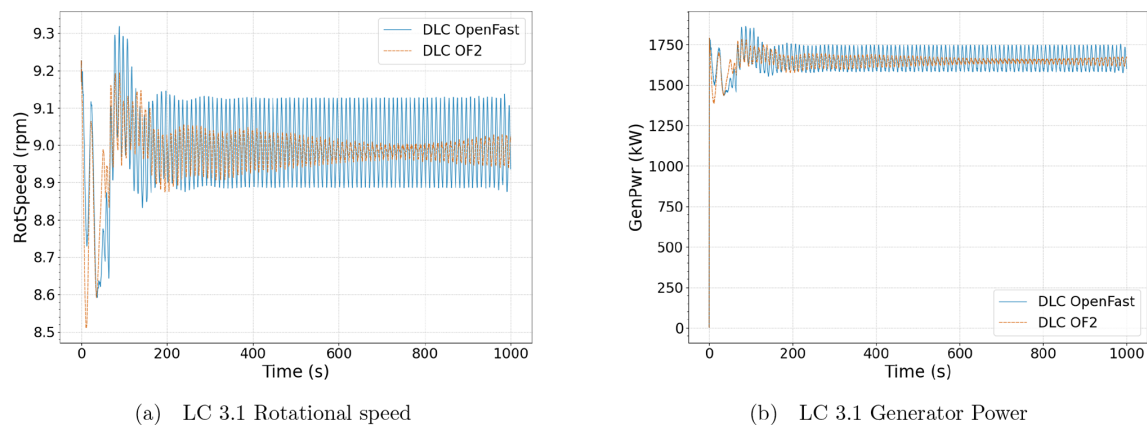 RotSpeed (rpm)
9.3
9.2
9.1
9.0
8.9
8.8
8.7
8.6
8.5
0 200 400 600 800 1000
Time (s)
DLC OpenFast
DLC OF2
(a) LC 3.1 Rotational speed
GenPwr (kW)
1750
1500
1250
1000
750
500
250
0
0 200 400 600 800 1000
Time (s)
DLC OpenFast
DLC OF2
(b) LC 3.1 Generator Power